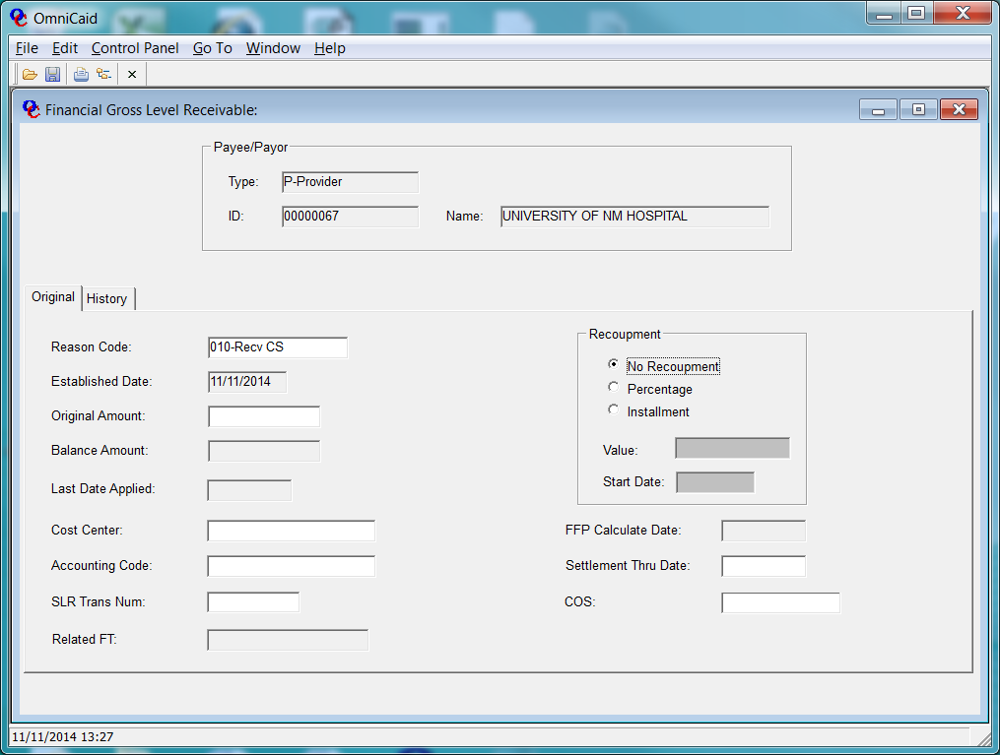 OmniCaid
File Edit Control Panel Go To Window Help
Financial Gross Level Receivable:
Payee/Payor
Type: P-Provider
ID: 00000067 Name: UNIVERSITY OF NM HOSPITAL
Original History
Reason Code: 010-Recv CS
Established Date: 11/11/2014
Original Amount:
Balance Amount:
Last Date Applied:
Cost Center:
Accounting Code:
SLR Trans Num:
Related FT:
Recoupment
No Recoupment
Percentage
Installment
Value:
Start Date:
FFP Calculate Date:
Settlement Thru Date:
COS:
11/11/2014 13:27